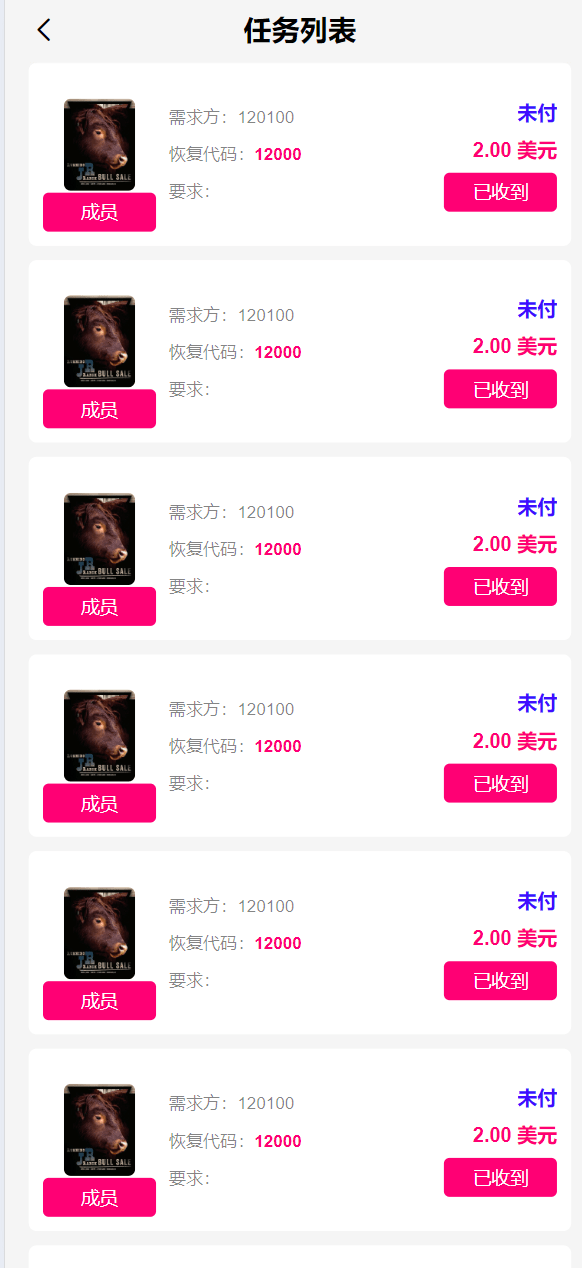 任务列表
需求方：120100
未付
恢复代码：12000
2.00 美元
要求：
已收到
BULL SALE
成员
需求方：120100
未付
恢复代码：12000
2.00 美元
要求：
已收到
BULL SALE
成员
需求方：120100
未付
恢复代码：12000
2.00 美元
要求：
已收到
BULL SALE
成员
需求方：120100
未付
恢复代码：12000
2.00 美元
要求：
已收到
BULL SALE
成员
需求方：120100
未付
恢复代码：12000
2.00 美元
要求：
已收到
BULL SALE
成员
需求方：120100
未付
恢复代码：12000
2.00 美元
要求：
已收到
BULL SALE
成员